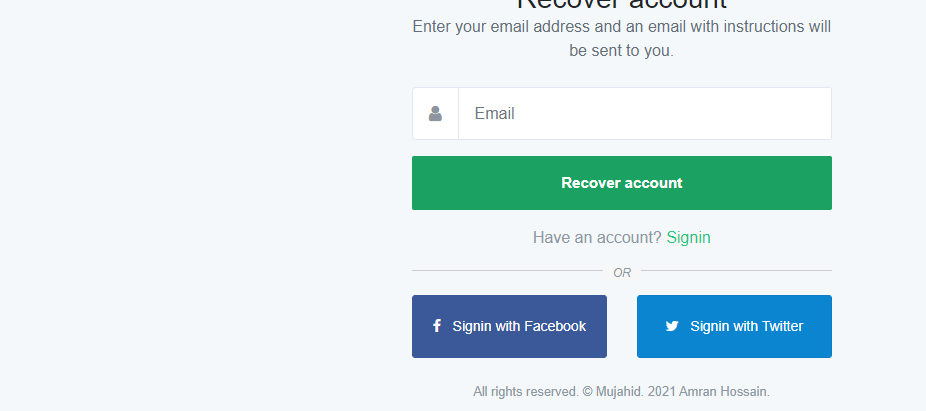 Recover account
Enter your email address and an email with instructions will
be sent to you.
Email
Recover account
Have an account? Signin
OR
Signin with Facebook
Signin with Twitter
All rights reserved. © Mujahid. 2021 Amran Hossain.